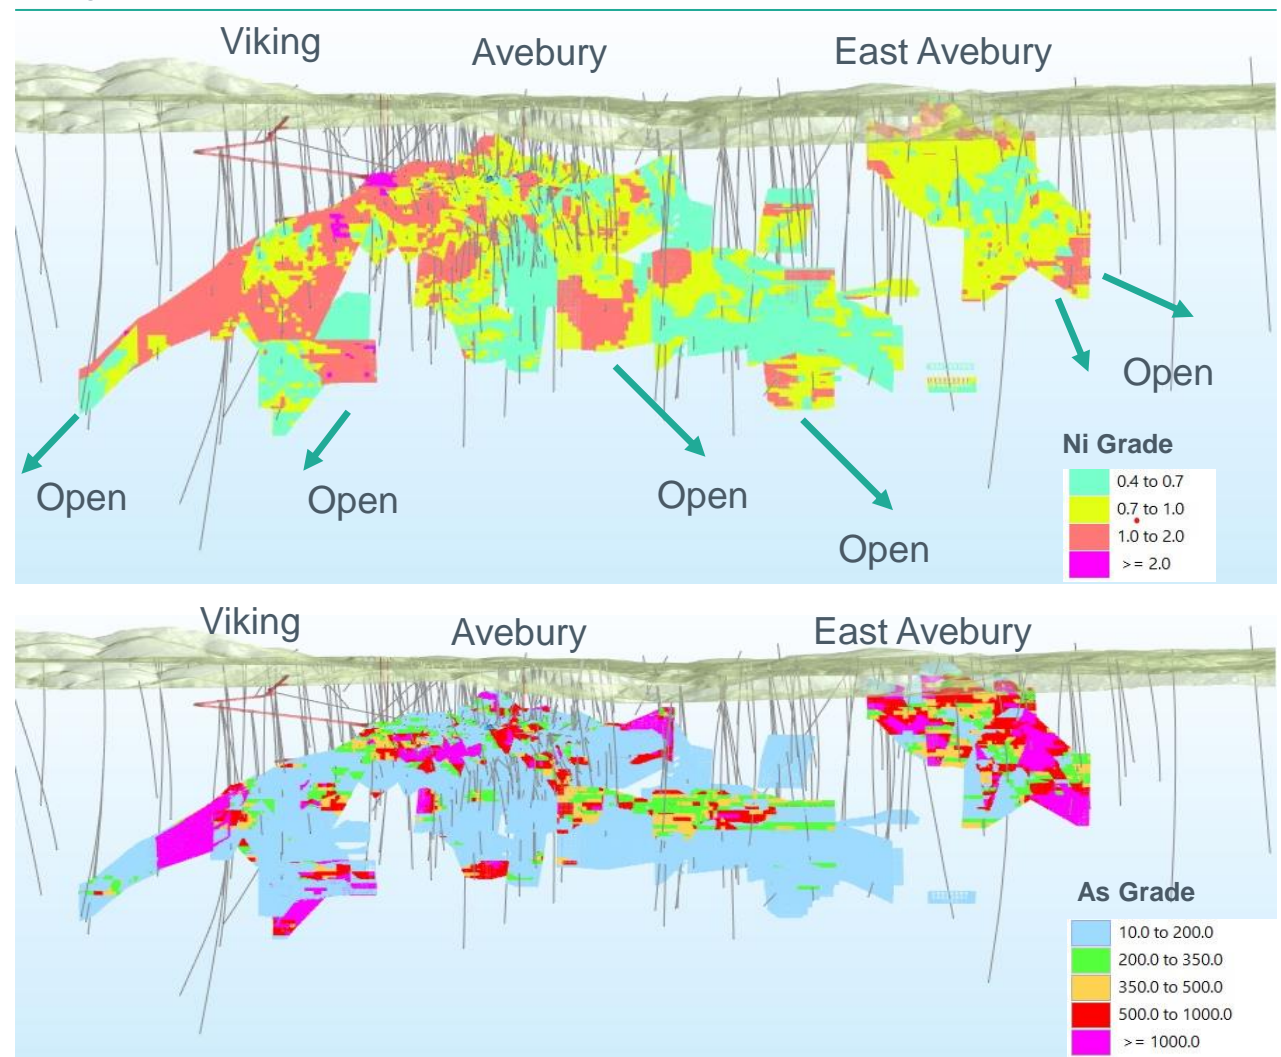 Viking
Avebury
East Avebury
Open
Open
Open
Open
Open
Ni Grade
0.4 to 0.7
0.7 to 1.0
1.0 to 2.0
>= 2.0
Viking
Avebury
East Avebury
As Grade
10.0 to 200.0
200.0 to 350.0
350.0 to 500.0
500.0 to 1000.0
>= 1000.0